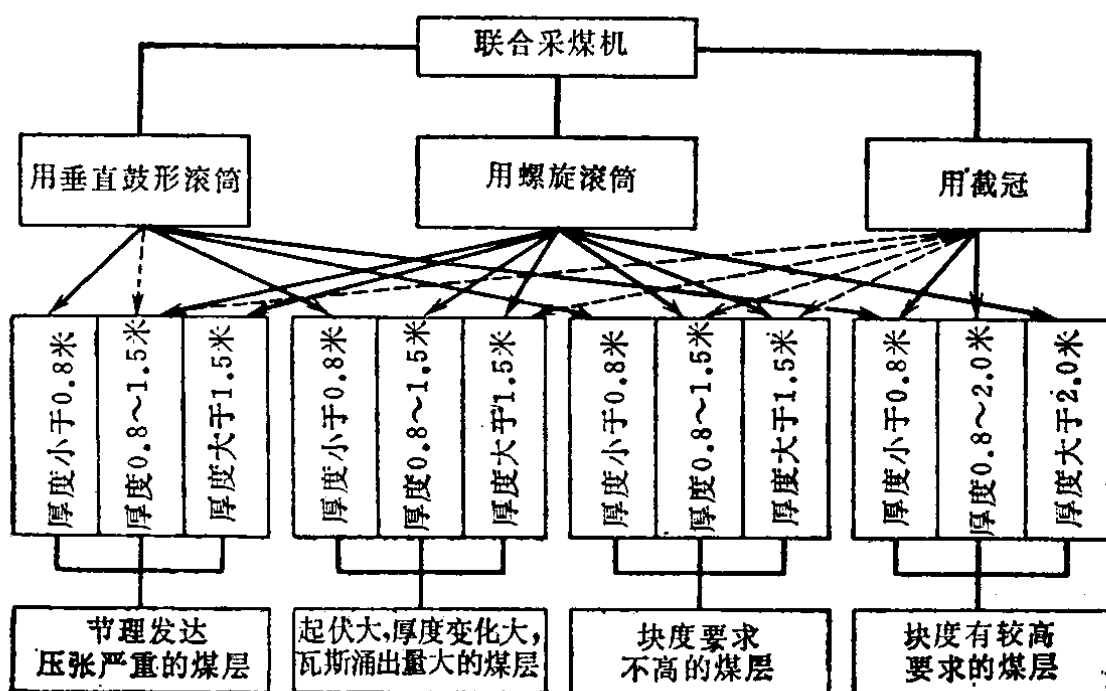 联合采煤机
用垂直鼓形滚筒
用螺旋滚筒
用截冠
厚度小于0.8米
厚度0.8～1.5米
厚度大于1.5米
厚度小于0.8米
厚度0.8～1.5米
厚度大于1.5米
厚度小于0.8米
厚度0.8～1.5米
厚度大于1.5米
厚度小于0.8米
厚度0.8～2.0米
厚度大于2.0米
节理发达
压张严重的煤层
起伏大,厚度变化大,
瓦斯涌出量大的煤层
块度要求
不高的煤层
块度有较高
要求的煤层